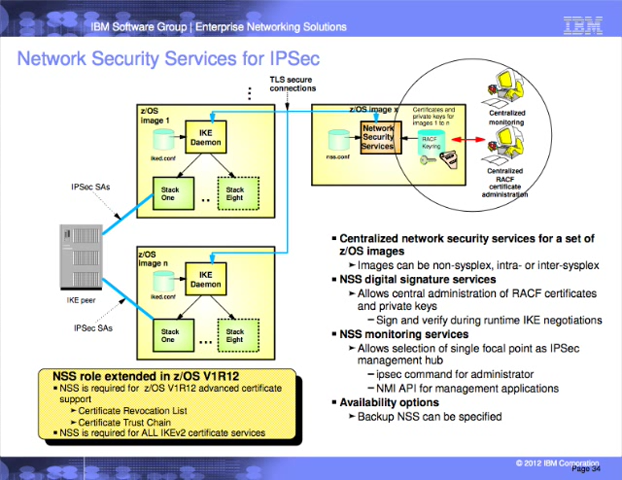 IBM Software Group | Enterprise Networking Solutions
IBM
Network Security Services for IPSec
TLS secure
connections
z/OS
image 1
IKE
Daemon
iked.conf
Stack
One
..
Stack
Eight
z/OS image x
Network
Security
Services
nss.conf
Certificates and
private keys for
images 1 to n
RACF
Keyring
Centralized
monitoring
Centralized
RACF
certificate
administration
IPSec SAs
IKE peer
IPSec SAs
z/OS
image n
IKE
Daemon
iked.conf
Stack
One
..
Stack
Eight
Centralized network security services for a set of
z/OS images
Images can be non-sysplex, intra- or inter-sysplex
NSS digital signature services
Allows central administration of RACF certificates
and private keys
– Sign and verify during runtime IKE negotiations
NSS monitoring services
Allows selection of single focal point as IPSec
management hub
– ipsec command for administrator
– NMI API for management applications
Availability options
Backup NSS can be specified
NSS role extended in z/OS V1R12
NSS is required for z/OS V1R12 advanced certificate
support
Certificate Revocation List
Certificate Trust Chain
NSS is required for ALL IKEv2 certificate services
© 2012 IBM Corporation
Page 34